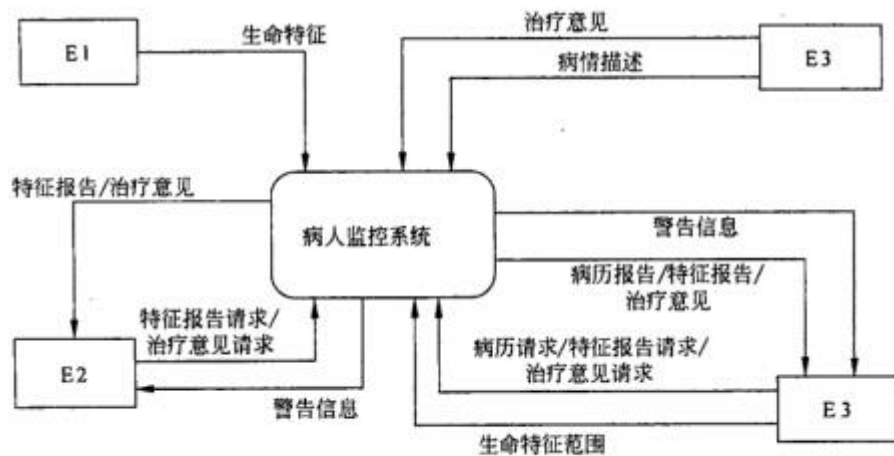 E1
生命特征
治疗意见
病情描述
E3
特征报告/治疗意见
病人监控系统
警告信息
病历报告/特征报告/
治疗意见
特征报告请求/
治疗意见请求
E2
警告信息
病历请求/特征报告请求/
治疗意见请求
E3
生命特征范围